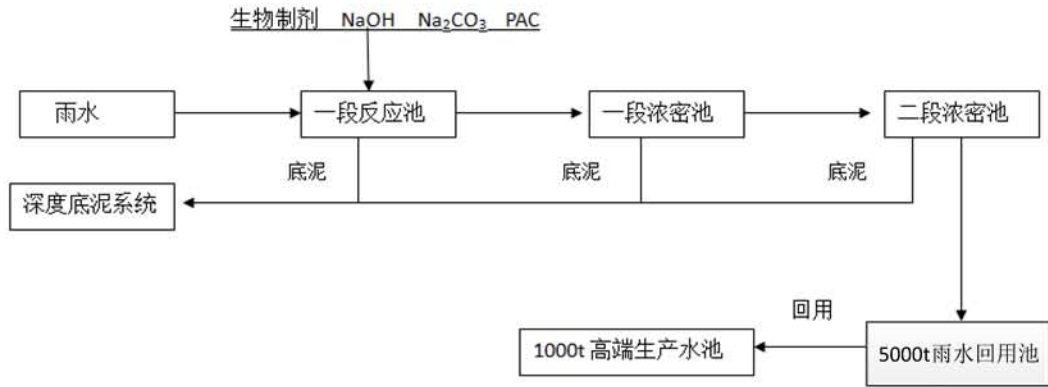 生物制剂 NaOH Na₂CO₃ PAC
雨水
一段反应池
一段浓密池
二段浓密池
底泥
底泥
底泥
深度底泥系统
回用
1000t 高端生产水池
5000t雨水回用池